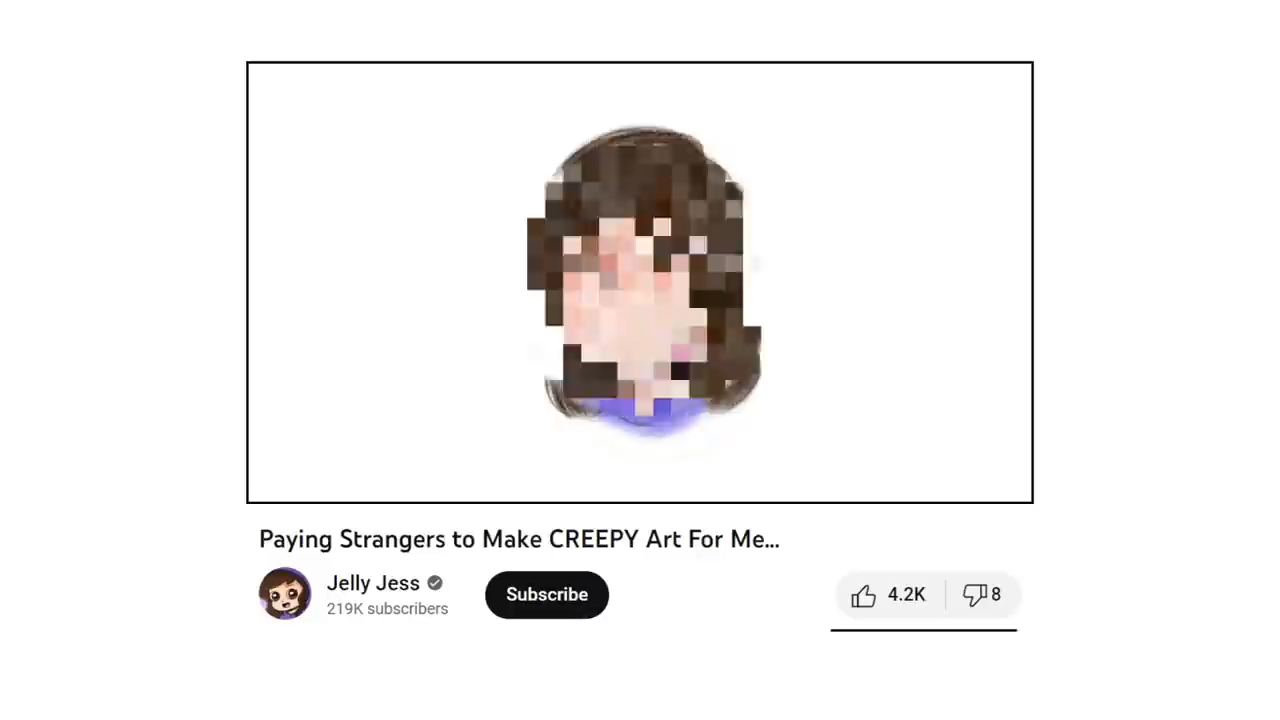 Paying Strangers to Make CREEPY Art For Me...
Jelly Jess
219K subscribers
Subscribe
4.2K
8